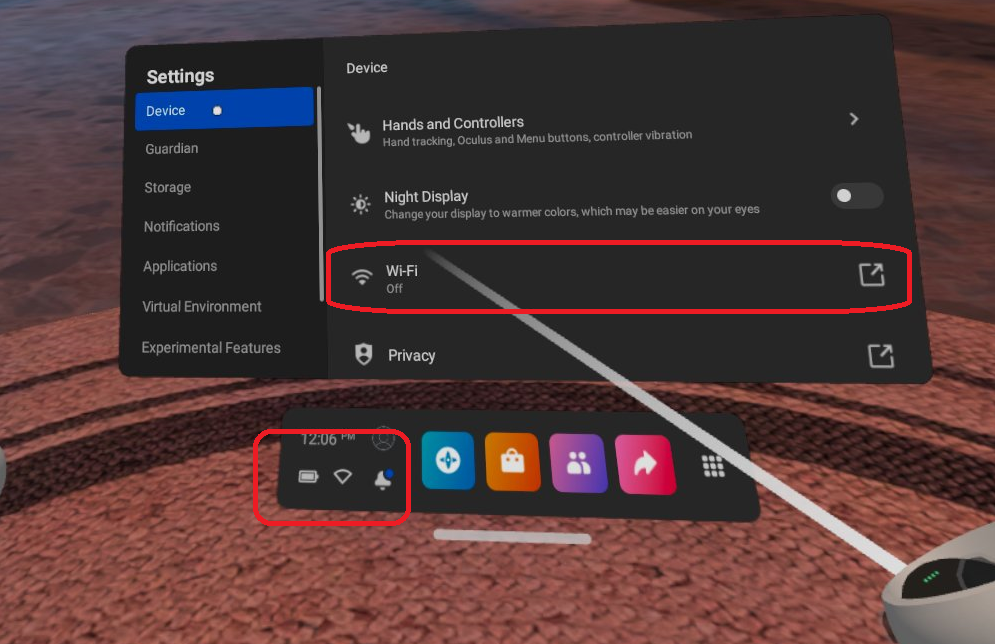 Settings
Device
Guardian
Storage
Notifications
Applications
Virtual Environment
Experimental Features
Device
Hands and Controllers
Hand tracking, Oculus and Menu buttons, controller vibration
Night Display
Change your display to warmer colors, which may be easier on your eyes
Wi-Fi
Off
Privacy
12:06 PM